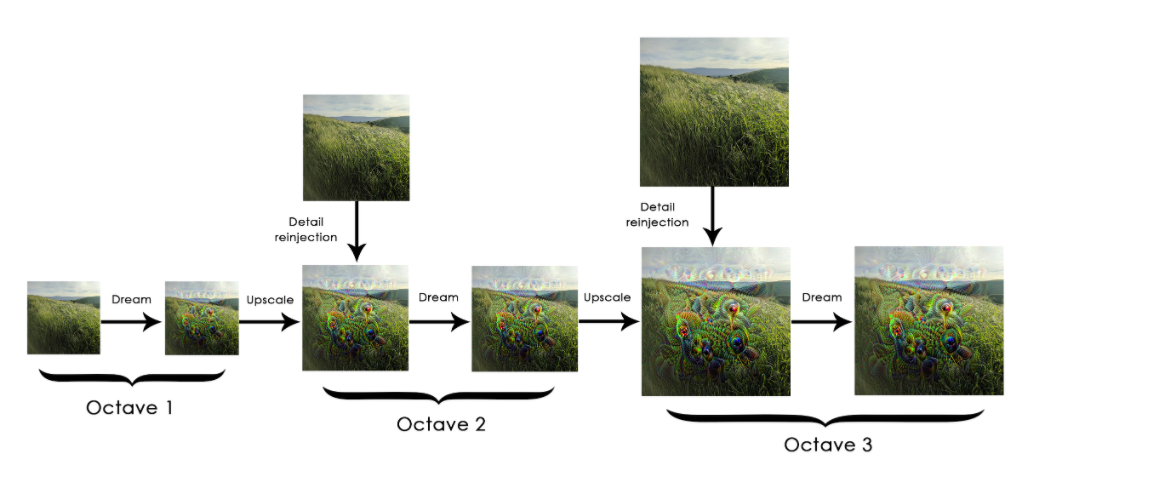 Detail
reinjection
Detail
reinjection
Dream
Upscale
Dream
Upscale
Dream
Octave 1
Octave 2
Octave 3